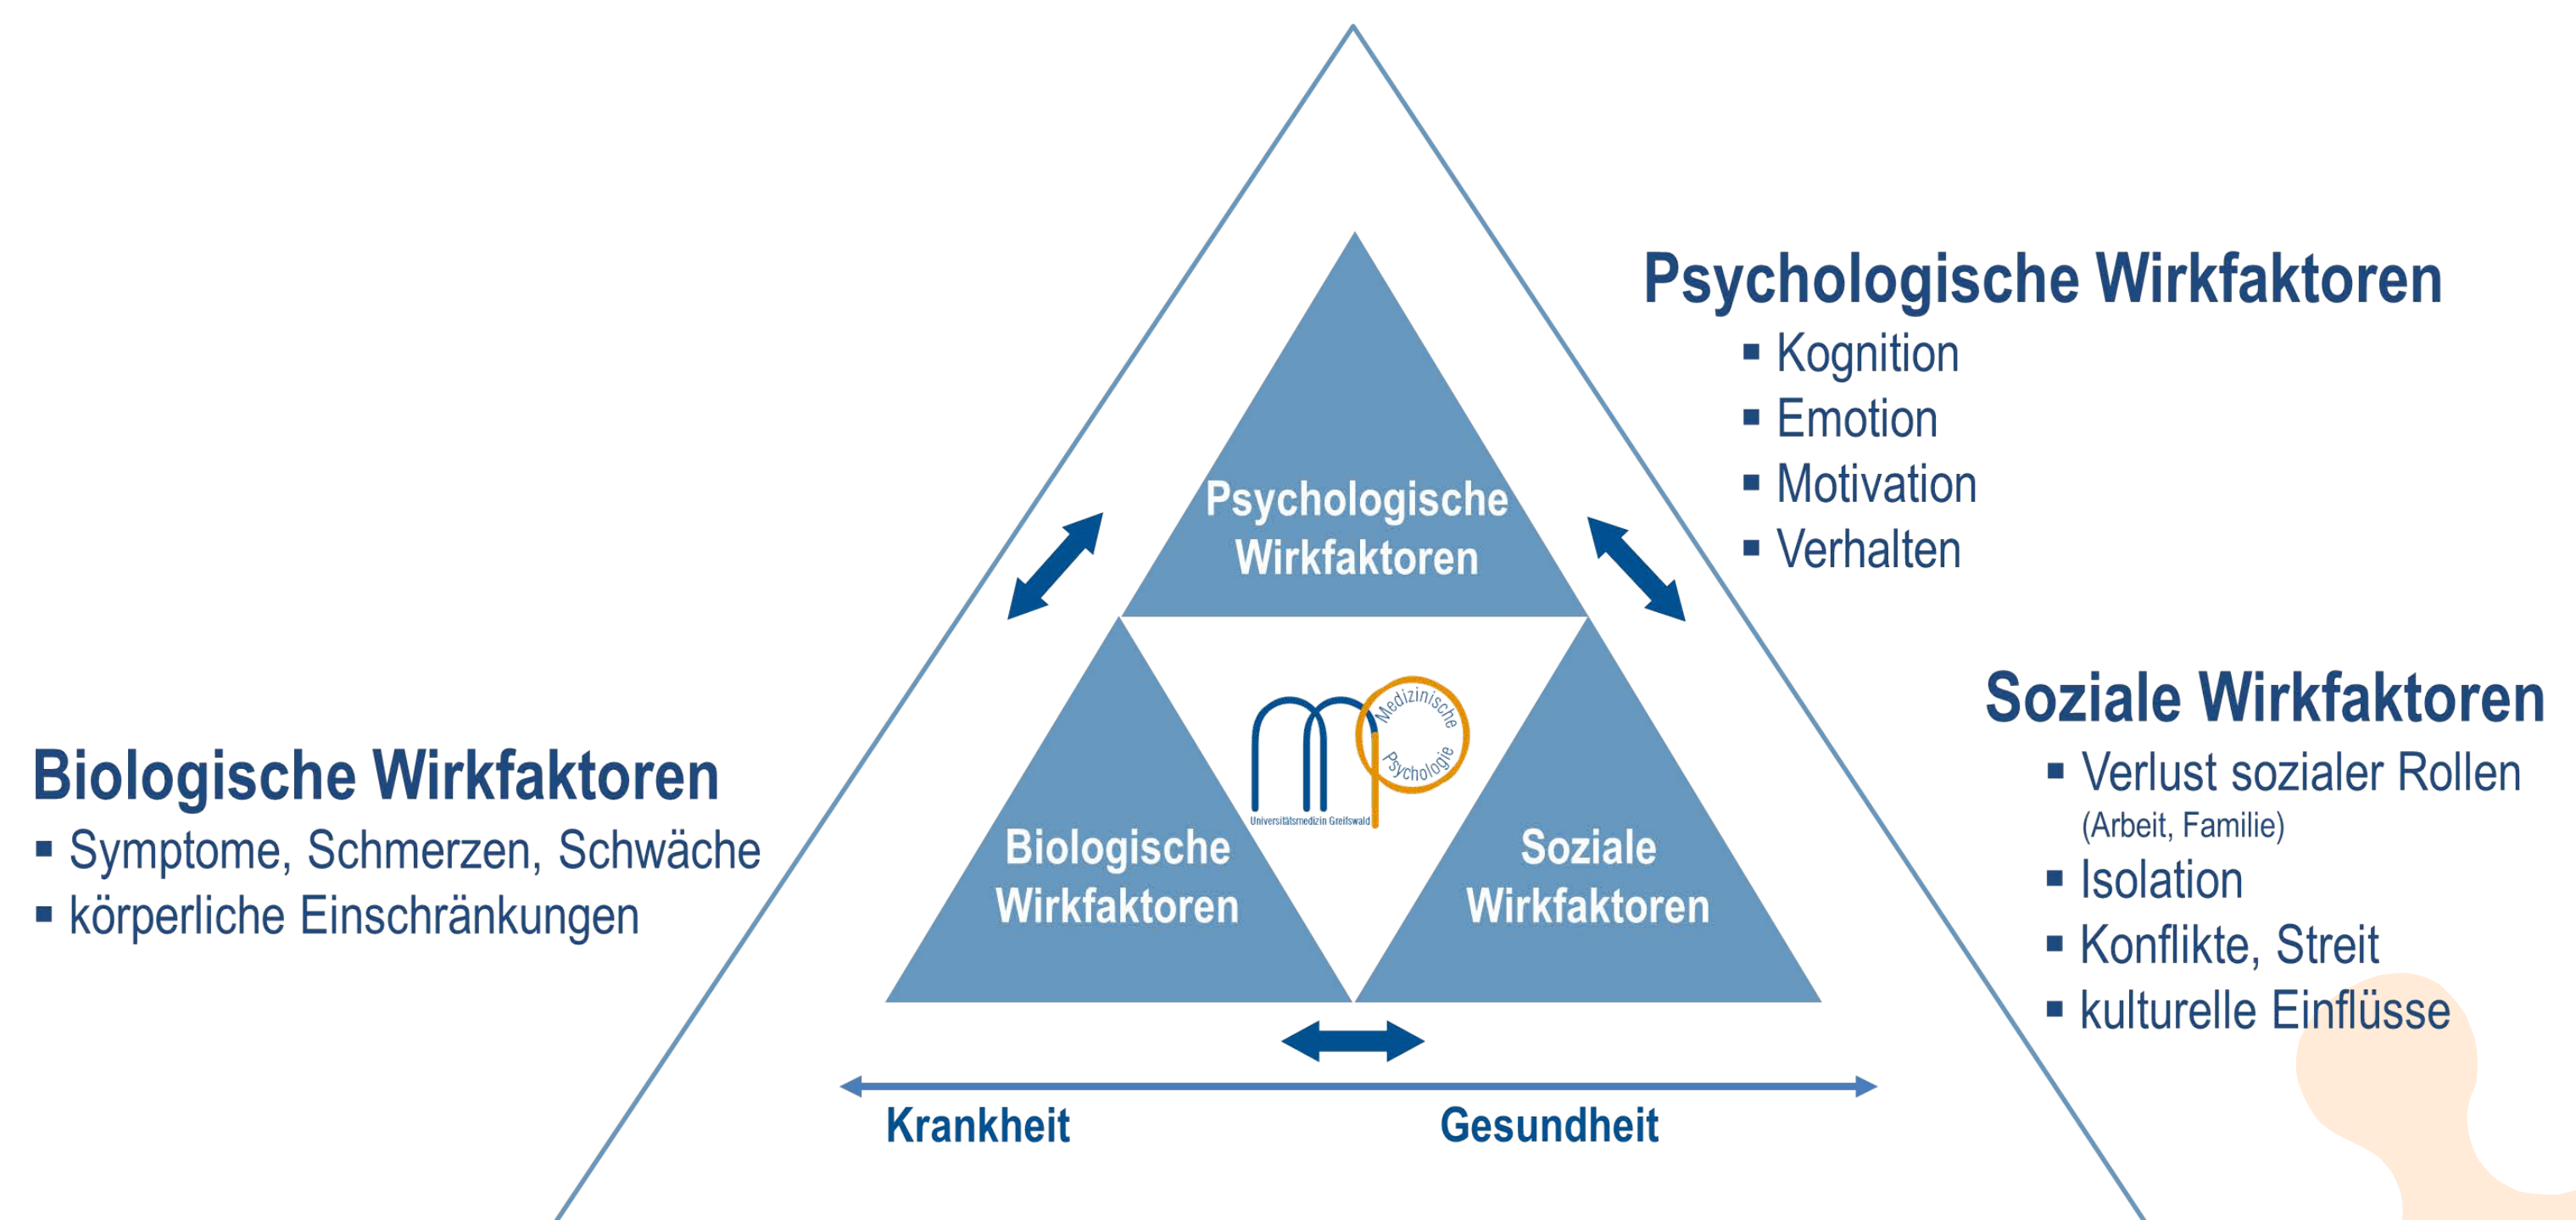 Psychologische Wirkfaktoren
▪ Kognition
▪ Emotion
▪ Motivation
▪ Verhalten
Psychologische
Wirkfaktoren
Soziale Wirkfaktoren
▪ Verlust sozialer Rollen
(Arbeit, Familie)
▪ Isolation
▪ Konflikte, Streit
▪ kulturelle Einflüsse
Biologische Wirkfaktoren
▪ Symptome, Schmerzen, Schwäche
▪ körperliche Einschränkungen
mp
Medizinische
Psychologie
Universitätsmedizin Greifswald
Biologische
Wirkfaktoren
Soziale
Wirkfaktoren
Krankheit
Gesundheit